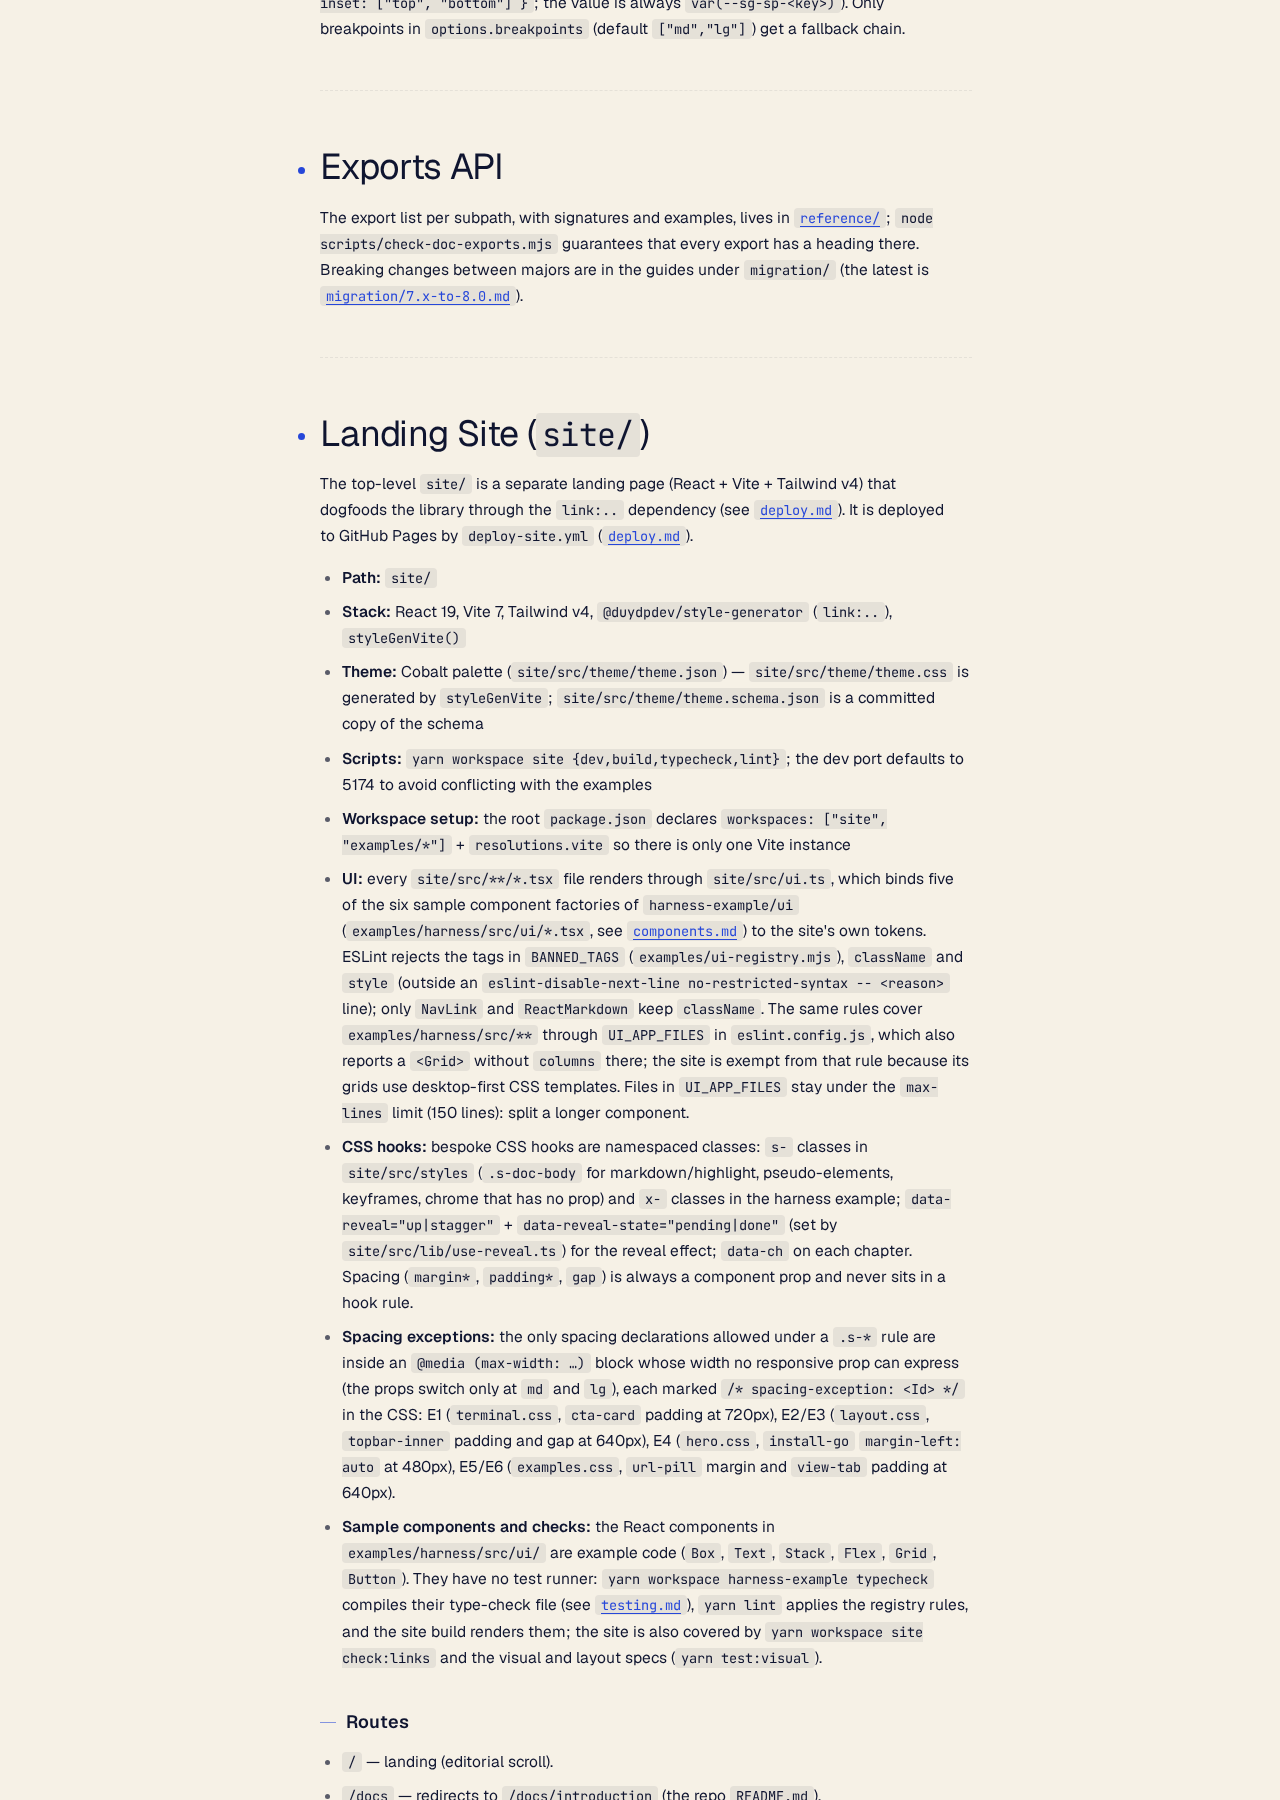 inset: ["top", "bottom"] } ; the value is always var(--sg-sp-<key>) ). Only
breakpoints in options.breakpoints (default ["md","lg"] ) get a fallback chain.
Exports API
The export list per subpath, with signatures and examples, lives in reference/ ; node
scripts/check-doc-exports.mjs guarantees that every export has a heading there.
Breaking changes between majors are in the guides under migration/ (the latest is
migration/7.x-to-8.0.md ).
Landing Site ( site/ )
The top-level site/ is a separate landing page (React + Vite + Tailwind v4) that
dogfoods the library through the link:.. dependency (see deploy.md ). It is deployed
to GitHub Pages by deploy-site.yml ( deploy.md ).
Path: site/
Stack: React 19, Vite 7, Tailwind v4, @duydpdev/style-generator ( link:.. ),
styleGenVite()
Theme: Cobalt palette ( site/src/theme/theme.json ) — site/src/theme/theme.css is
generated by styleGenVite ; site/src/theme/theme.schema.json is a committed
copy of the schema
Scripts: yarn workspace site {dev,build,typecheck,lint} ; the dev port defaults to
5174 to avoid conflicting with the examples
Workspace setup: the root package.json declares workspaces: ["site",
"examples/*"] + resolutions.vite so there is only one Vite instance
UI: every site/src/**/*.tsx file renders through site/src/ui.ts , which binds five
of the six sample component factories of harness-example/ui
( examples/harness/src/ui/*.tsx , see components.md ) to the site's own tokens.
ESLint rejects the tags in BANNED_TAGS ( examples/ui-registry.mjs ), className and
style (outside an eslint-disable-next-line no-restricted-syntax -- <reason>
line); only NavLink and ReactMarkdown keep className . The same rules cover
examples/harness/src/** through UI_APP_FILES in eslint.config.js , which also
reports a <Grid> without columns there; the site is exempt from that rule because its
grids use desktop-first CSS templates. Files in UI_APP_FILES stay under the max-
lines limit (150 lines): split a longer component.
CSS hooks: bespoke CSS hooks are namespaced classes: s- classes in
site/src/styles ( .s-doc-body for markdown/highlight, pseudo-elements,
keyframes, chrome that has no prop) and x- classes in the harness example; data-
reveal="up|stagger" + data-reveal-state="pending|done" (set by
site/src/lib/use-reveal.ts ) for the reveal effect; data-ch on each chapter.
Spacing ( margin* , padding* , gap ) is always a component prop and never sits in a
hook rule.
Spacing exceptions: the only spacing declarations allowed under a .s-* rule are
inside an @media (max-width: …) block whose width no responsive prop can express
(the props switch only at md and lg ), each marked /* spacing-exception: <Id> */
in the CSS: E1 ( terminal.css , cta-card padding at 720px), E2/E3 ( layout.css ,
topbar-inner padding and gap at 640px), E4 ( hero.css , install-go margin-left:
auto at 480px), E5/E6 ( examples.css , url-pill margin and view-tab padding at
640px).
Sample components and checks: the React components in
examples/harness/src/ui/ are example code ( Box , Text , Stack , Flex , Grid ,
Button ). They have no test runner: yarn workspace harness-example typecheck
compiles their type-check file (see testing.md ), yarn lint applies the registry rules,
and the site build renders them; the site is also covered by yarn workspace site
check:links and the visual and layout specs ( yarn test:visual ).
Routes
/ — landing (editorial scroll).
/docs — redirects to /docs/introduction (the repo README.md ).